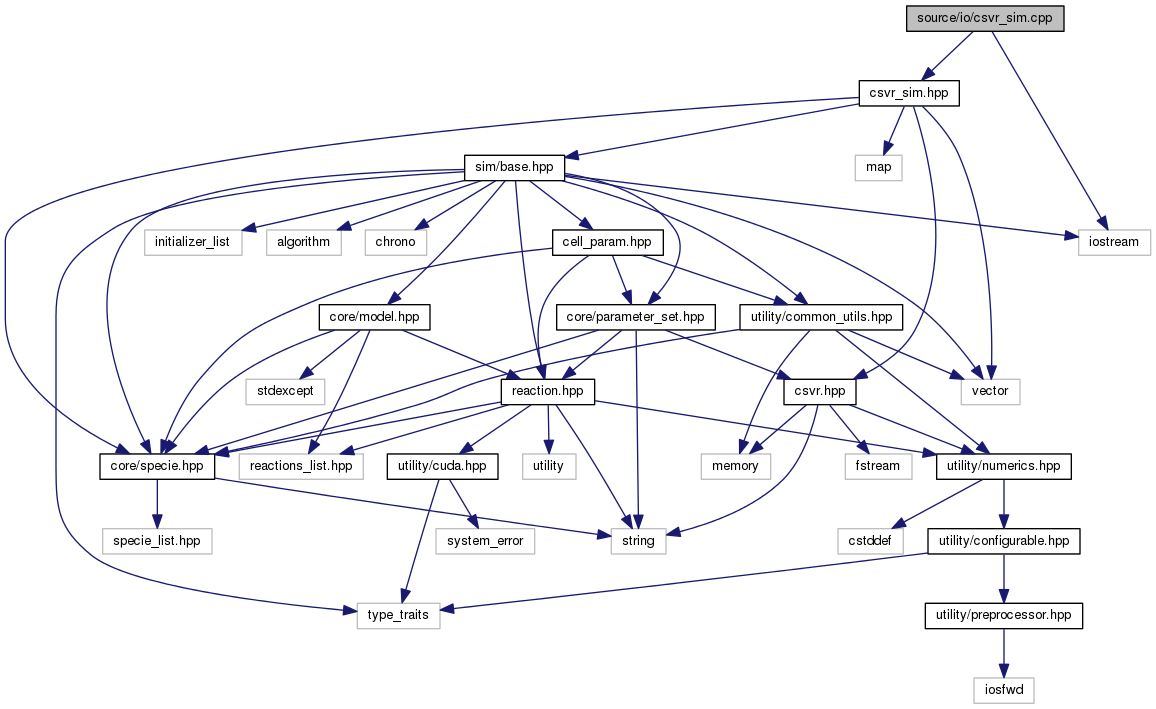 source/io/csvr_sim.cpp
csvr_sim.hpp
sim/base.hpp
map
initializer_list
algorithm
chrono
cell_param.hpp
iostream
core/model.hpp
core/parameter_set.hpp
utility/common_utils.hpp
stdexcept
reaction.hpp
csvr.hpp
vector
core/specie.hpp
reactions_list.hpp
utility/cuda.hpp
utility
memory
fstream
utility/numerics.hpp
specie_list.hpp
system_error
string
cstddef
utility/configurable.hpp
type_traits
utility/preprocessor.hpp
iosfwd